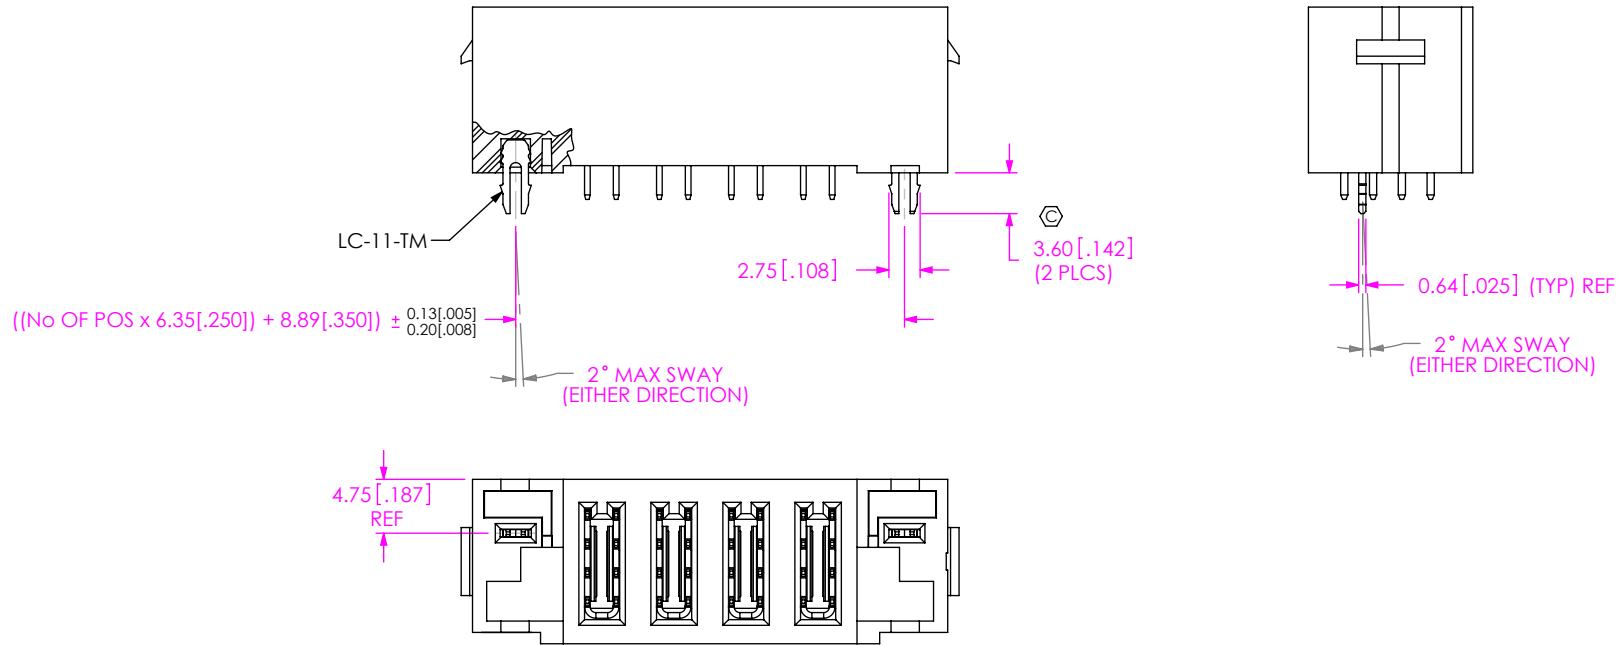 LC-11-TM
C
3.60[.142]
(2 PLCS)
2.75[.108]
0.64[.025] (TYP) REF
((No OF POS x 6.35[.250]) + 8.89[.350]) ± 0.13[.005]
0.20[.008]
2° MAX SWAY
(EITHER DIRECTION)
2° MAX SWAY
(EITHER DIRECTION)
4.75[.187]
REF